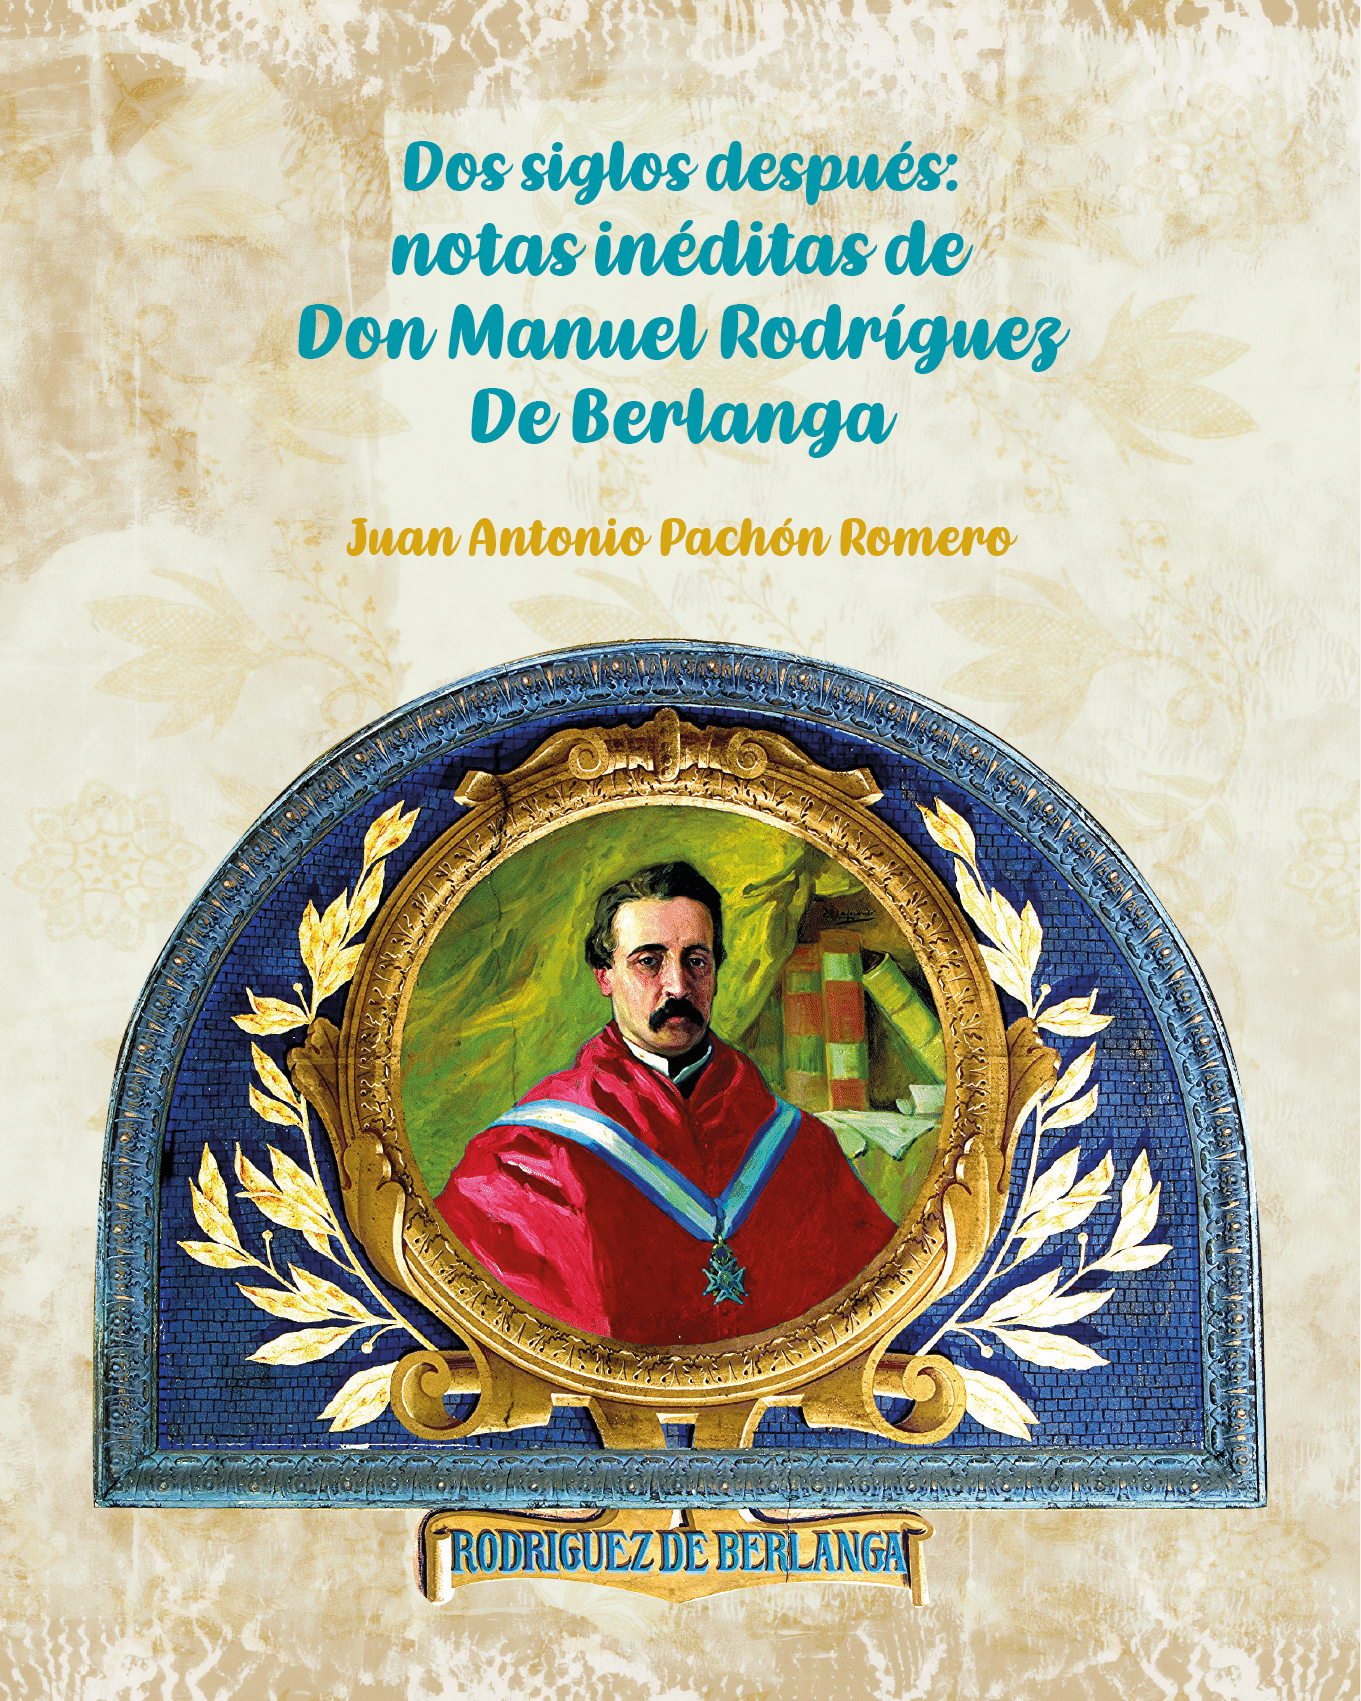 Dos siglos después:
notas inéditas de
Don Manuel Rodríguez
De Berlanga
Juan Antonio Pachón Romero
RODRIGUEZ DE BERLANGA